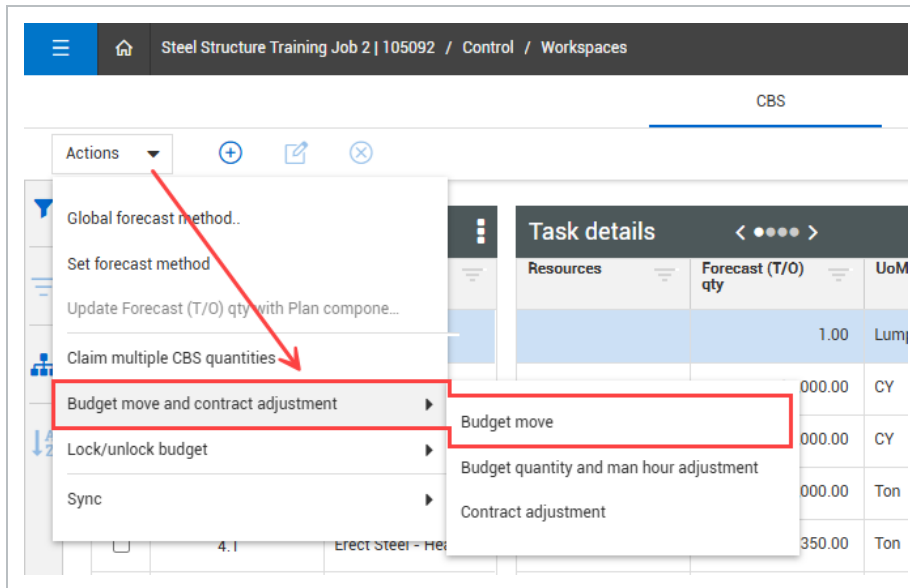 Steel Structure Training Job 2 | 105092 / Control / Workspaces
CBS
Actions
Global forecast method..
Set forecast method
Update Forecast (T/O) qty with Plan compone...
Claim multiple CBS quantities
Budget move and contract adjustment
Lock/unlock budget
Sync
Budget move
Budget quantity and man hour adjustment
Contract adjustment
Task details
Resources
Forecast (T/O)
qty
UoM
1.00
000.00 CY
000.00 CY
000.00 Ton
4.1 Erect Steel - 350.00 Ton